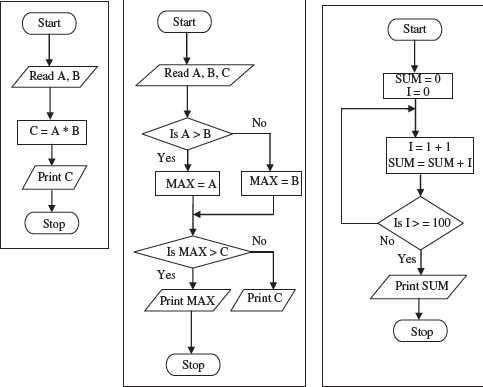 Start
Read A, B
C = A * B
Print C
Stop
Start
Read A, B, C
Is A > B
No
Yes
MAX = A
MAX = B
Is MAX > C
No
Yes
Print MAX
Print C
Stop
Start
SUM = 0
I = 0
I = 1 + 1
SUM = SUM + I
Is I > = 100
No
Yes
Print SUM
Stop